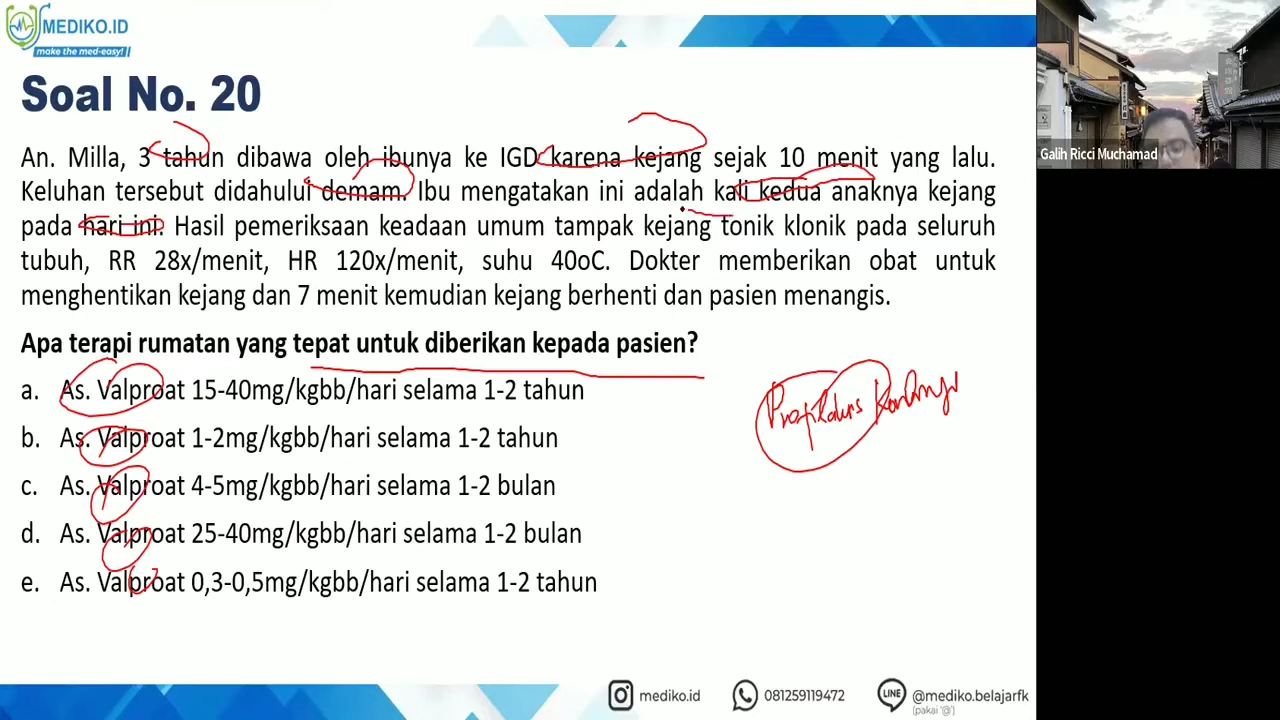 MEDIKO.ID
make the med-easy!
Soal No. 20
An. Milla, 3 tahun dibawa oleh ibunya ke IGD karena kejang sejak 10 menit yang lalu.
Keluhan tersebut didahului demam. Ibu mengatakan ini adalah kali kedua anaknya kejang
pada hari ini. Hasil pemeriksaan keadaan umum tampak kejang tonik klonik pada seluruh
tubuh, RR 28x/menit, HR 120x/menit, suhu 40oC. Dokter memberikan obat untuk
menghentikan kejang dan 7 menit kemudian kejang berhenti dan pasien menangis.
Apa terapi rumatan yang tepat untuk diberikan kepada pasien?
a. As. Valproat 15-40mg/kgbb/hari selama 1-2 tahun
b. As. Valproat 1-2mg/kgbb/hari selama 1-2 tahun
c. As. Valproat 4-5mg/kgbb/hari selama 1-2 bulan
d. As. Valproat 25-40mg/kgbb/hari selama 1-2 bulan
e. As. Valproat 0,3-0,5mg/kgbb/hari selama 1-2 tahun
mediko.id
081259119472
LINE
@mediko.belajarfk
(pakai '@')
Galih Ricci Muchamad